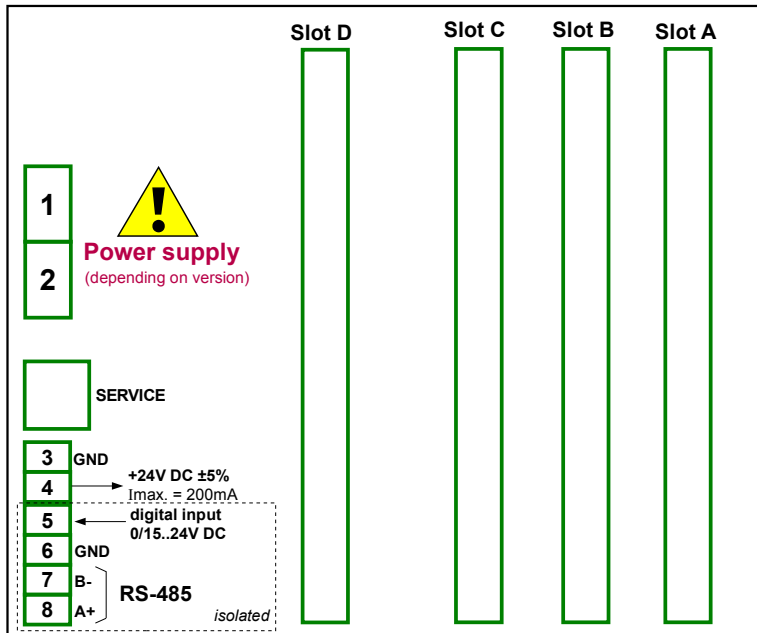 Slot D Slot C Slot B Slot A
1
!
Power supply
2
(depending on version)
SERVICE
3 GND
+24V DC ±5%
4
Imax. = 200mA
digital input
5
0/15..24V DC
6 GND
7 B-
RS-485
8 A+
isolated